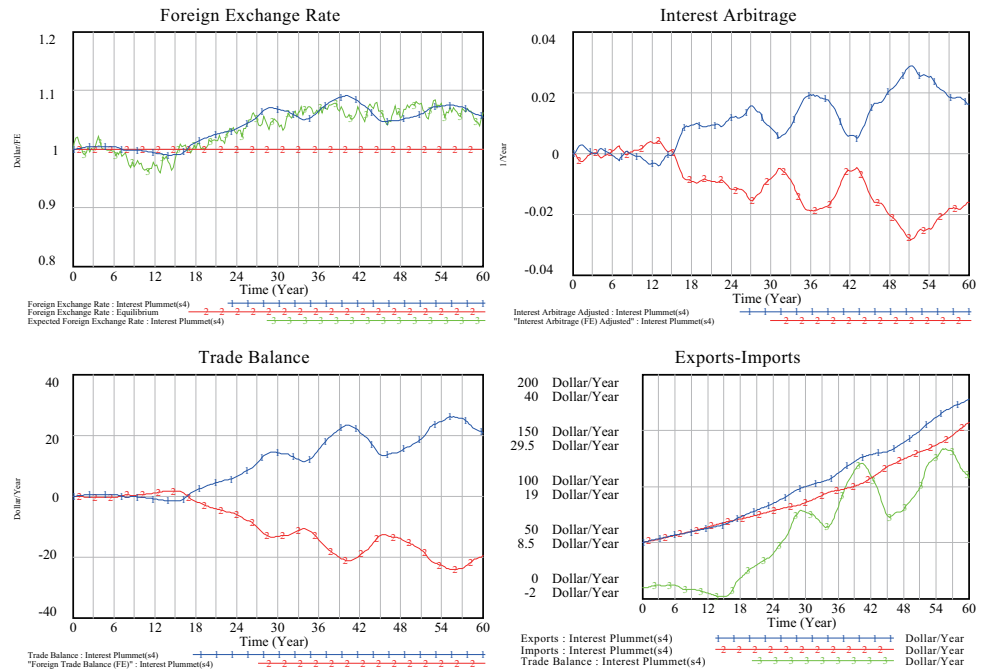 Foreign Exchange Rate
1.2
1.1
1
0.9
0.8
Dollar/FE
0 6 12 18 24 30 36 42 48 54 60
Time (Year)
Foreign Exchange Rate : Interest Plummet(s4)
Foreign Exchange Rate : Equilibrium
Expected Foreign Exchange Rate : Interest Plummet(s4)
Interest Arbitrage
0.04
0.02
0
-0.02
-0.04
1/Year
0 6 12 18 24 30 36 42 48 54 60
Time (Year)
Interest Arbitrage Adjusted : Interest Plummet(s4)
"Interest Arbitrage (FE) Adjusted" : Interest Plummet(s4)
Trade Balance
40
20
0
-20
-40
Dollar/Year
0 6 12 18 24 30 36 42 48 54 60
Time (Year)
Trade Balance : Interest Plummet(s4)
"Foreign Trade Balance (FE)" : Interest Plummet(s4)
Exports-Imports
200 Dollar/Year
40 Dollar/Year
150 Dollar/Year
29.5 Dollar/Year
100 Dollar/Year
19 Dollar/Year
50 Dollar/Year
8.5 Dollar/Year
0 Dollar/Year
-2 Dollar/Year
0 6 12 18 24 30 36 42 48 54 60
Time (Year)
Exports : Interest Plummet(s4) Dollar/Year
Imports : Interest Plummet(s4) Dollar/Year
Trade Balance : Interest Plummet(s4) Dollar/Year